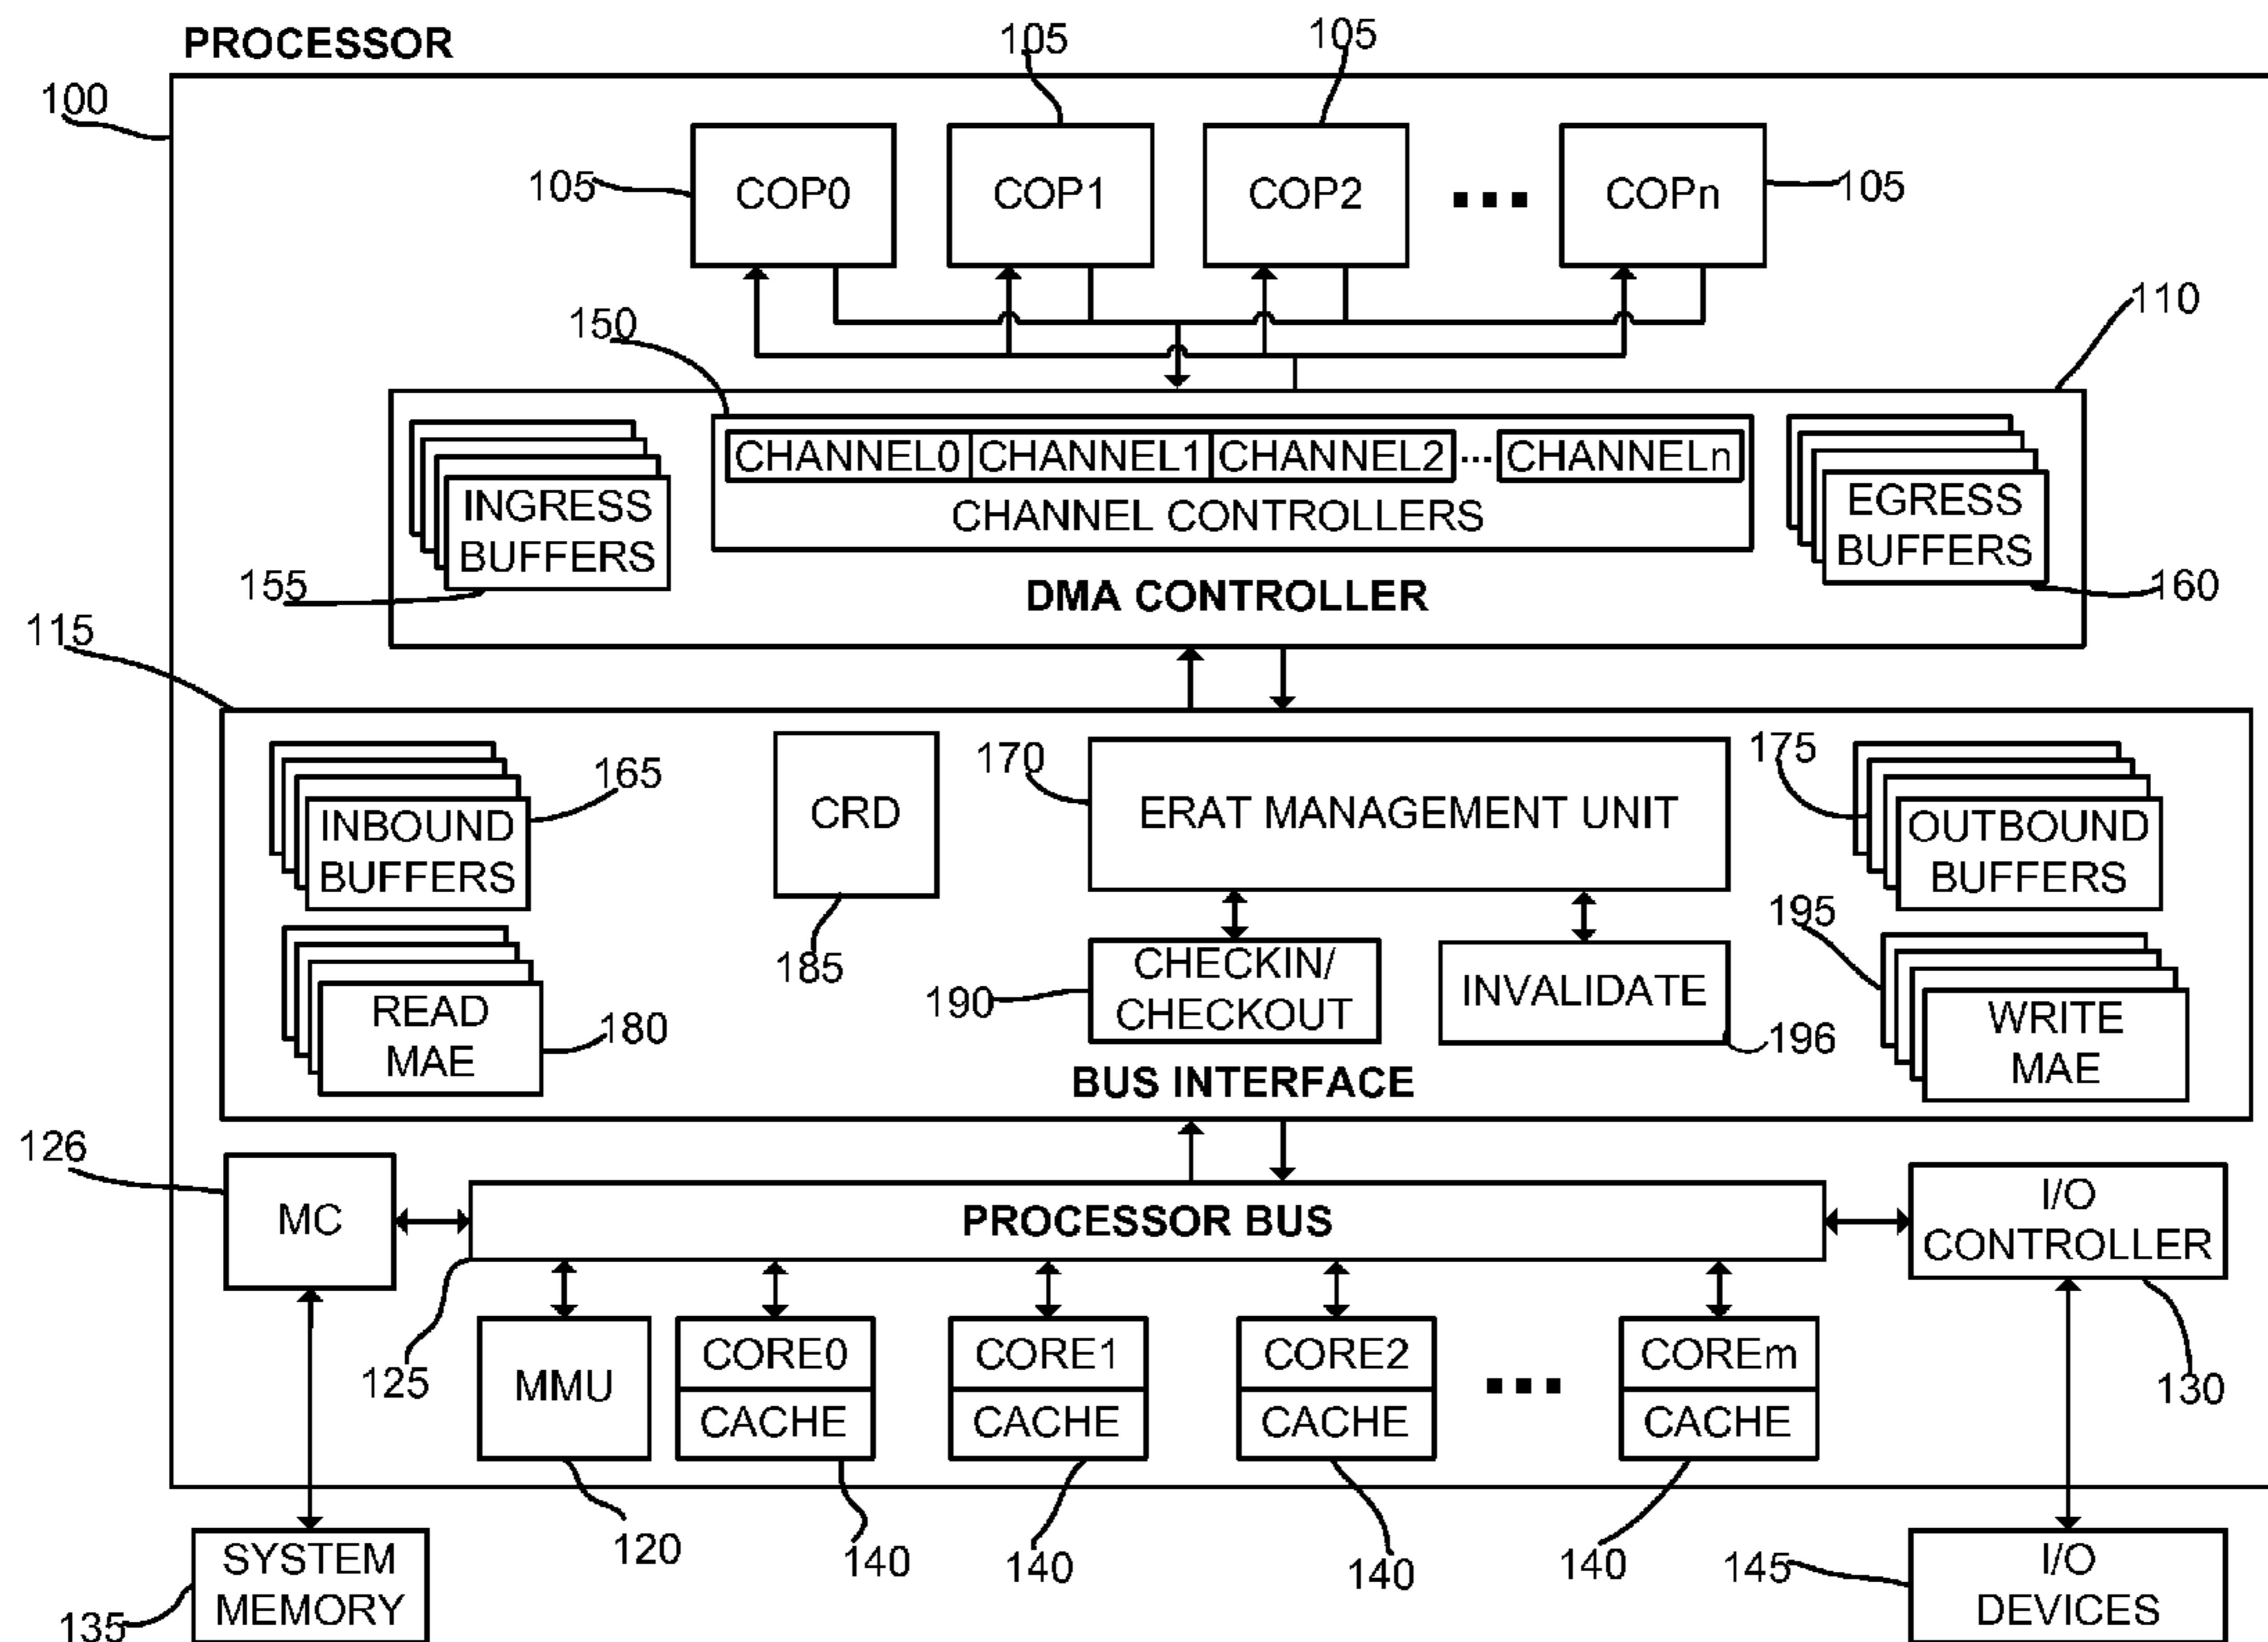 PROCESSOR
100
105
105
105
COP0
COP1
COP2
...
COPn
105
150
110
CHANNEL0
CHANNEL1
CHANNEL2
...
CHANNELn
CHANNEL CONTROLLERS
INGRESS
BUFFERS
EGRESS
BUFFERS
155
DMA CONTROLLER
160
115
INBOUND
BUFFERS
165
CRD
185
170
ERAT MANAGEMENT UNIT
175
OUTBOUND
BUFFERS
READ
MAE
180
190
CHECKIN/
CHECKOUT
INVALIDATE
196
195
WRITE
MAE
BUS INTERFACE
126
MC
PROCESSOR BUS
I/O
CONTROLLER
125
MMU
CORE0
CACHE
CORE1
CACHE
CORE2
CACHE
...
COREm
CACHE
130
120
140
140
140
140
SYSTEM
MEMORY
135
145
I/O
DEVICES